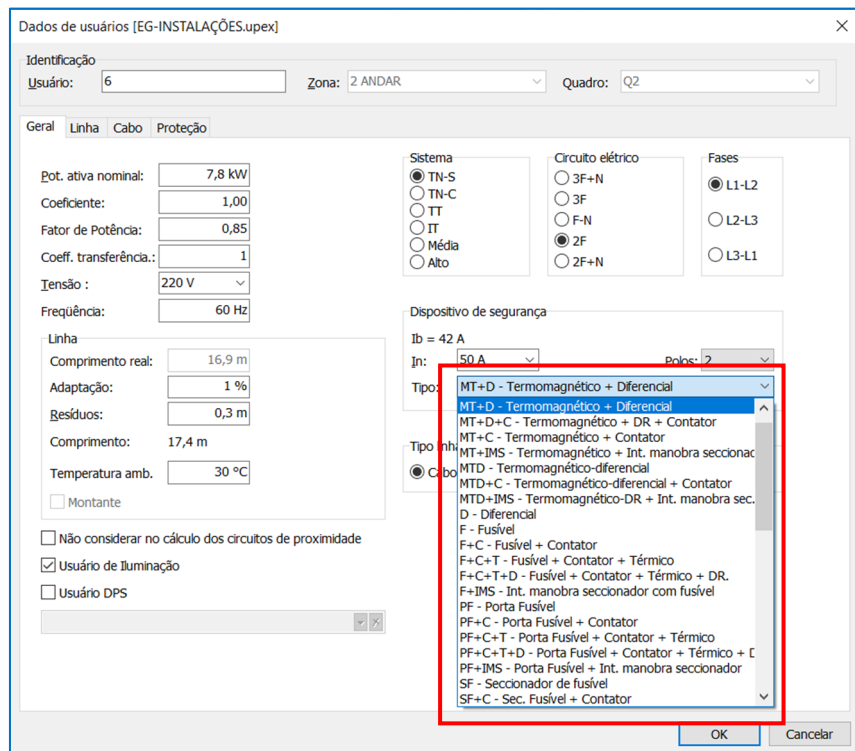 Dados de usuários [EG-INSTALAÇÕES.upex]
Identificação
Usuário: 6 Zona: 2 ANDAR Quadro: Q2
Geral Linha Cabo Proteção
Pot. ativa nominal: 7,8 kW
Coeficiente: 1,00
Fator de Potência: 0,85
Coeff. transferência.: 1
Tensão : 220 V
Freqüência: 60 Hz
Linha
Comprimento real: 16,9 m
Adaptação: 1 %
Resíduos: 0,3 m
Comprimento: 17,4 m
Temperatura amb. 30 °C
Montante
Não considerar no cálculo dos circuitos de proximidade
Usuário de Iluminação
Usuário DPS
Sistema
TN-S
TN-C
TT
IT
Média
Alto
Circuito elétrico
3F+N
3F
F-N
2F
2F+N
Fases
L1-L2
L2-L3
L3-L1
Dispositivo de segurança
Ib = 42 A
In: 50 A Polos: 2
Tipo: MT+D - Termomagnético + Diferencial
MT+D - Termomagnético + Diferencial
MT+D+C - Termomagnético + DR + Contator
MT+C - Termomagnético + Contator
MT+IMS - Termomagnético + Int. manobra seccionac
MTD - Termomagnético-diferencial
MTD+C - Termomagnético-diferencial + Contator
MTD+IMS - Termomagnético-DR + Int. manobra sec.
D - Diferencial
F - Fusível
F+C - Fusível + Contator
F+C+T - Fusível + Contator + Térmico
F+C+T+D - Fusível + Contator + Térmico + DR.
F+IMS - Int. manobra seccionador com fusível
PF - Porta Fusível
PF+C - Porta Fusível + Contator
PF+C+T - Porta Fusível + Contator + Térmico
PF+C+T+D - Porta Fusível + Contator + Térmico + D
PF+IMS - Porta Fusível + Int. manobra seccionador
SF - Seccionador de fusível
SF+C - Sec. Fusível + Contator
Tipo linha
Cabo
OK Cancelar